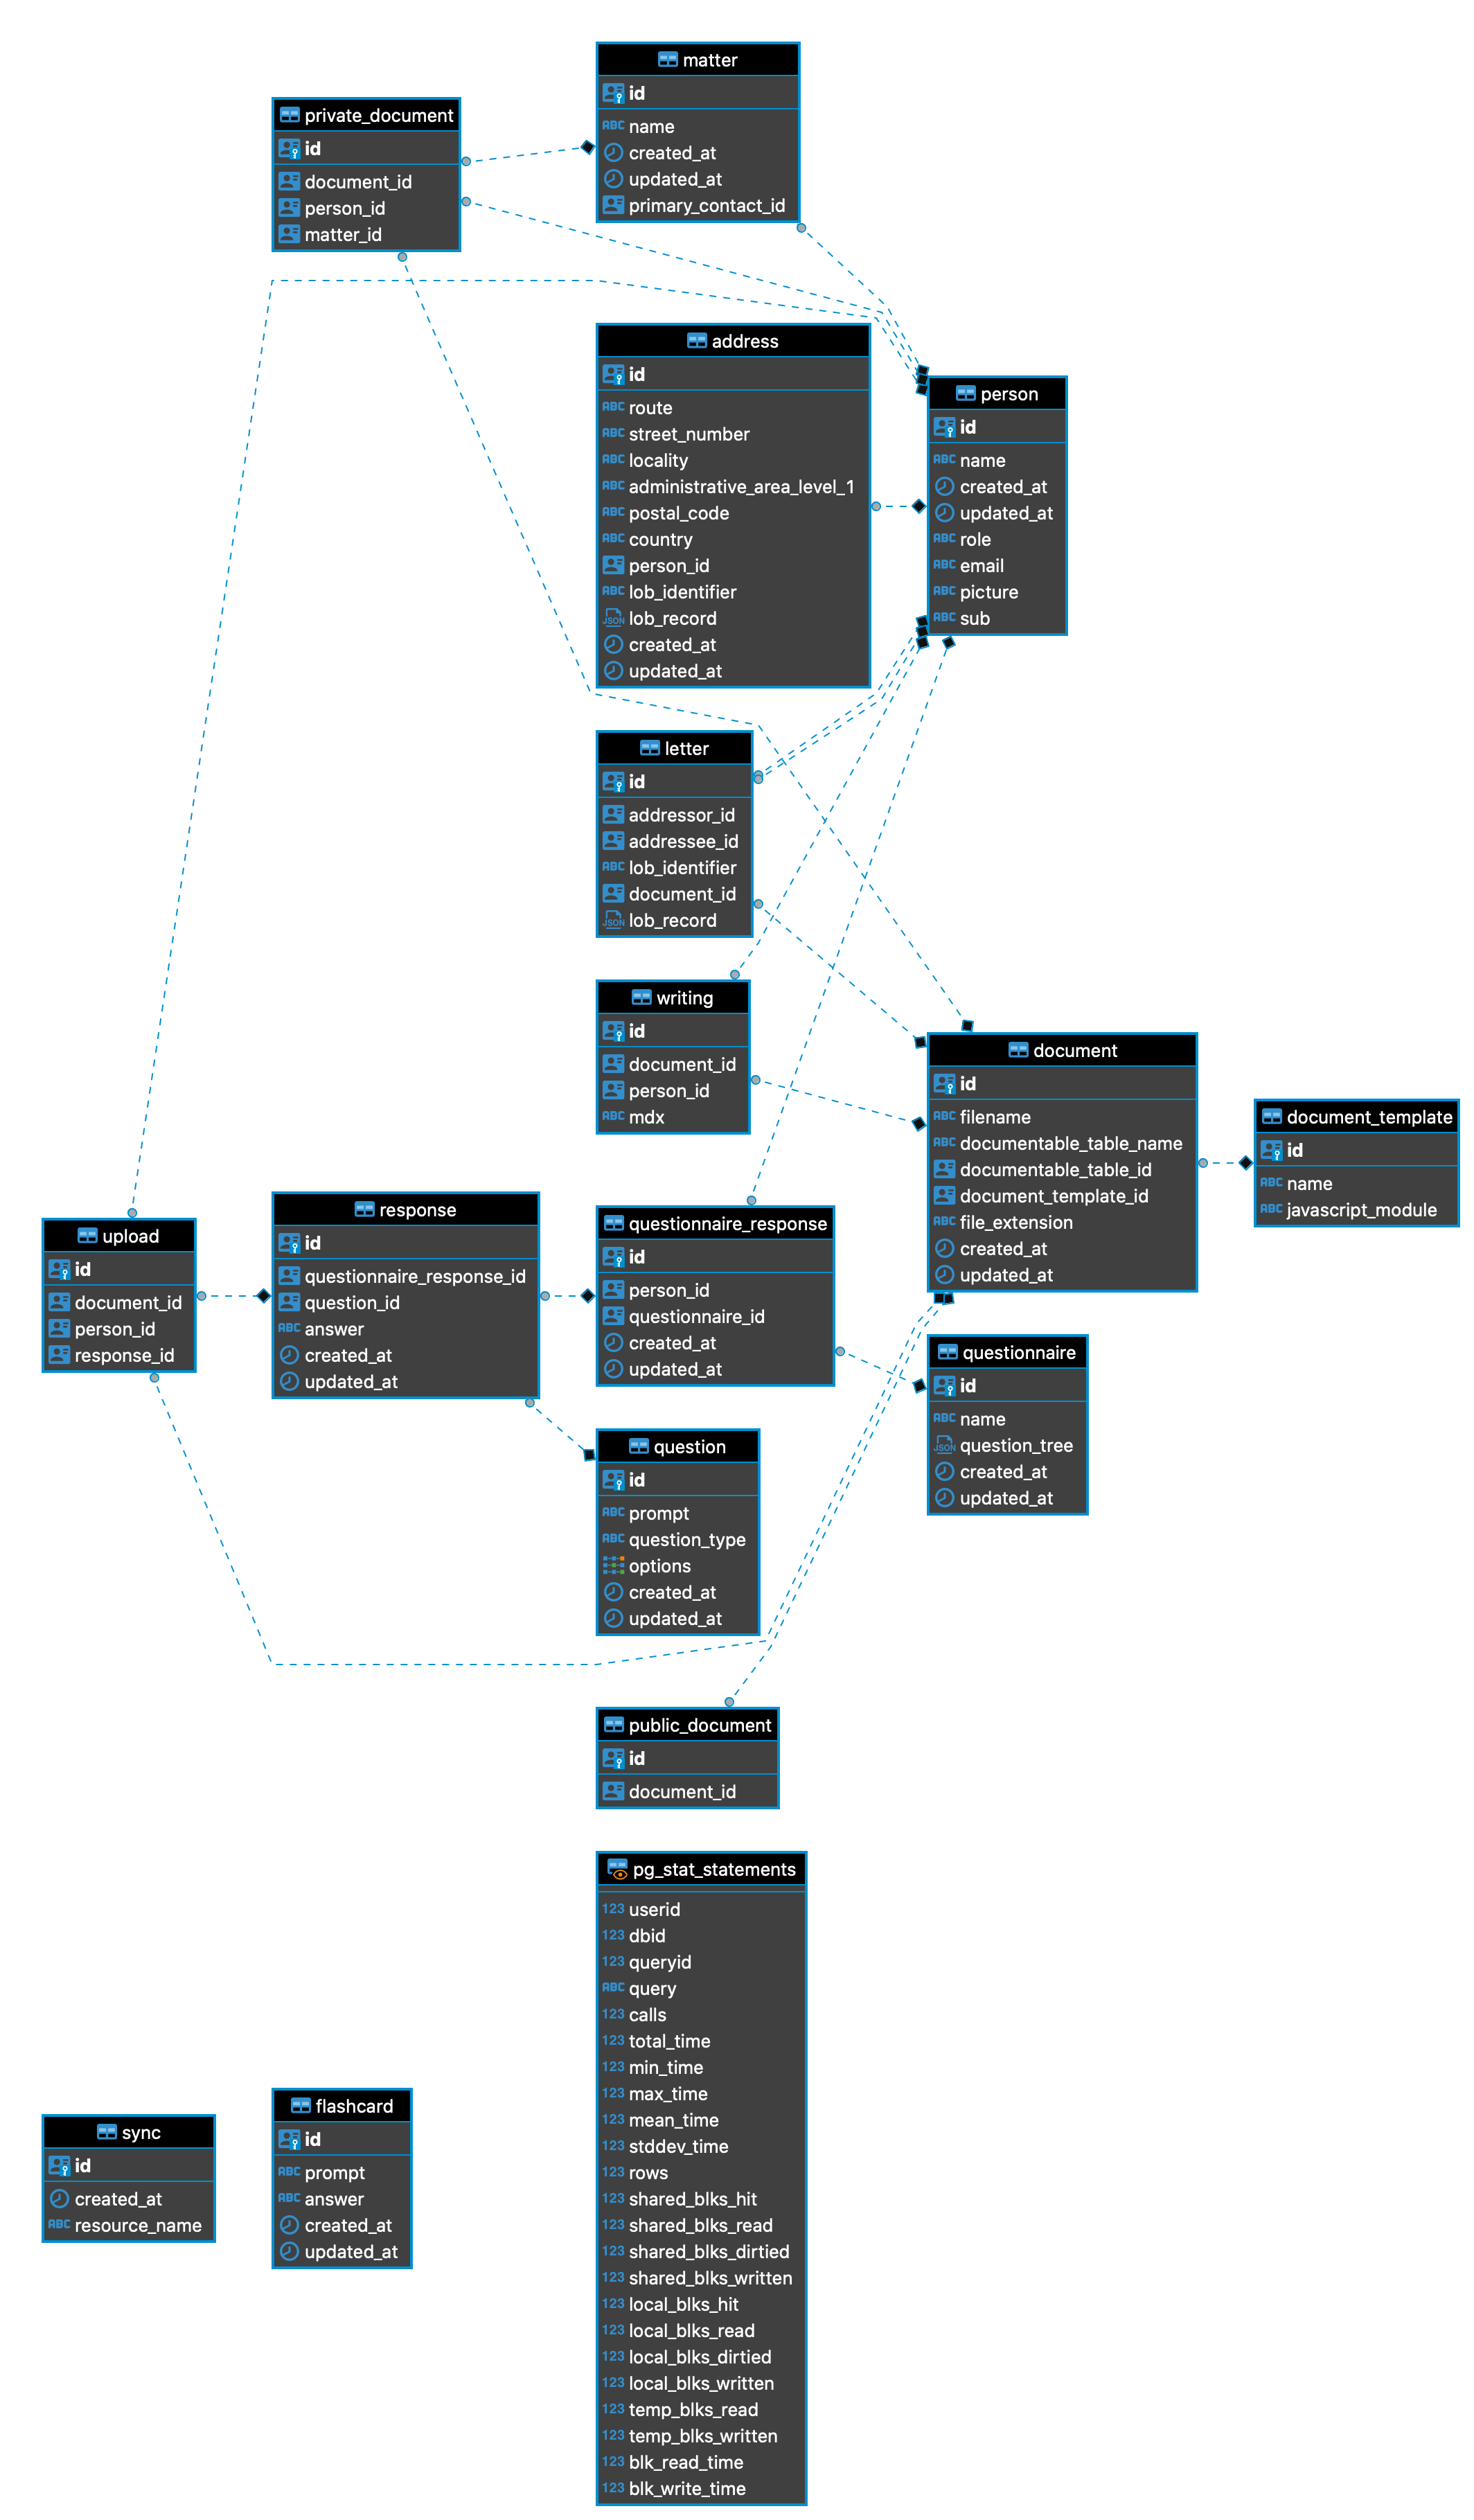 matter
id
name
created_at
updated_at
primary_contact_id
private_document
id
document_id
person_id
matter_id
address
id
route
street_number
locality
administrative_area_level_1
postal_code
country
person_id
lob_identifier
JSON lob_record
created_at
updated_at
person
id
ABC name
created_at
updated_at
ABC role
ABC email
ABC picture
ABC sub
letter
id
addressor_id
addressee_id
ABC lob_identifier
document_id
JSON lob_record
writing
id
document_id
person_id
ABC mdx
document
id
ABC filename
ABC documentable_table_name
documentable_table_id
document_template_id
ABC file_extension
created_at
updated_at
document_template
id
ABC name
ABC javascript_module
upload
id
document_id
person_id
response_id
response
id
questionnaire_response_id
question_id
ABC answer
created_at
updated_at
questionnaire_response
id
person_id
questionnaire_id
created_at
updated_at
questionnaire
id
ABC name
JSON question_tree
created_at
updated_at
question
id
ABC prompt
ABC question_type
options
created_at
updated_at
public_document
id
document_id
pg_stat_statements
123 userid
123 dbid
123 queryid
ABC query
123 calls
123 total_time
123 min_time
123 max_time
123 mean_time
123 stddev_time
123 rows
123 shared_blks_hit
123 shared_blks_read
123 shared_blks_dirtied
123 shared_blks_written
123 local_blks_hit
123 local_blks_read
123 local_blks_dirtied
123 local_blks_written
123 temp_blks_read
123 temp_blks_written
123 blk_read_time
123 blk_write_time
sync
id
created_at
ABC resource_name
flashcard
id
ABC prompt
ABC answer
created_at
updated_at